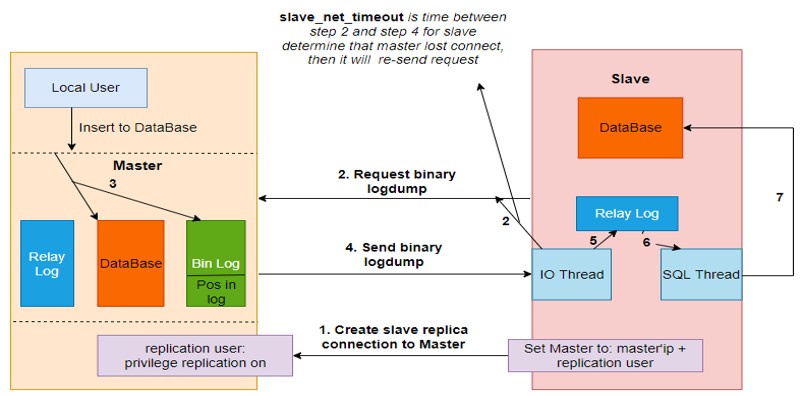 slave_net_timeout is time between
step 2 and step 4 for slave
determine that master lost connect,
then it will re-send request
Local User
Insert to DataBase
Master
3
Relay
Log
DataBase
Bin Log
Pos in
log
replication user:
privilege replication on
2. Request binary
logdump
4. Send binary
logdump
1. Create slave replica
connection to Master
Slave
DataBase
Relay Log
2
5
6
7
IO Thread
SQL Thread
Set Master to: master'ip +
replication user